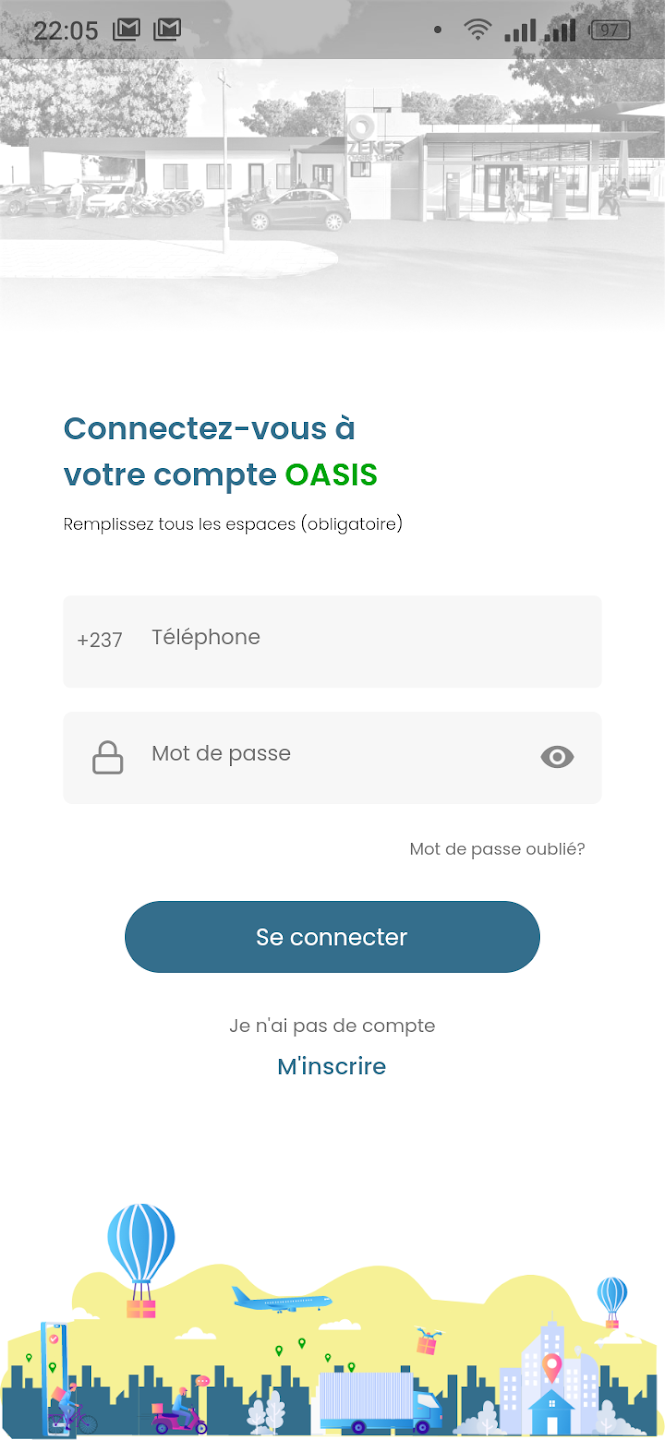 22:05
97
ZENER
Connectez-vous à
votre compte OASIS
Remplissez tous les espaces (obligatoire)
+237 Téléphone
Mot de passe
Mot de passe oublié?
Se connecter
Je n'ai pas de compte
M'inscrire